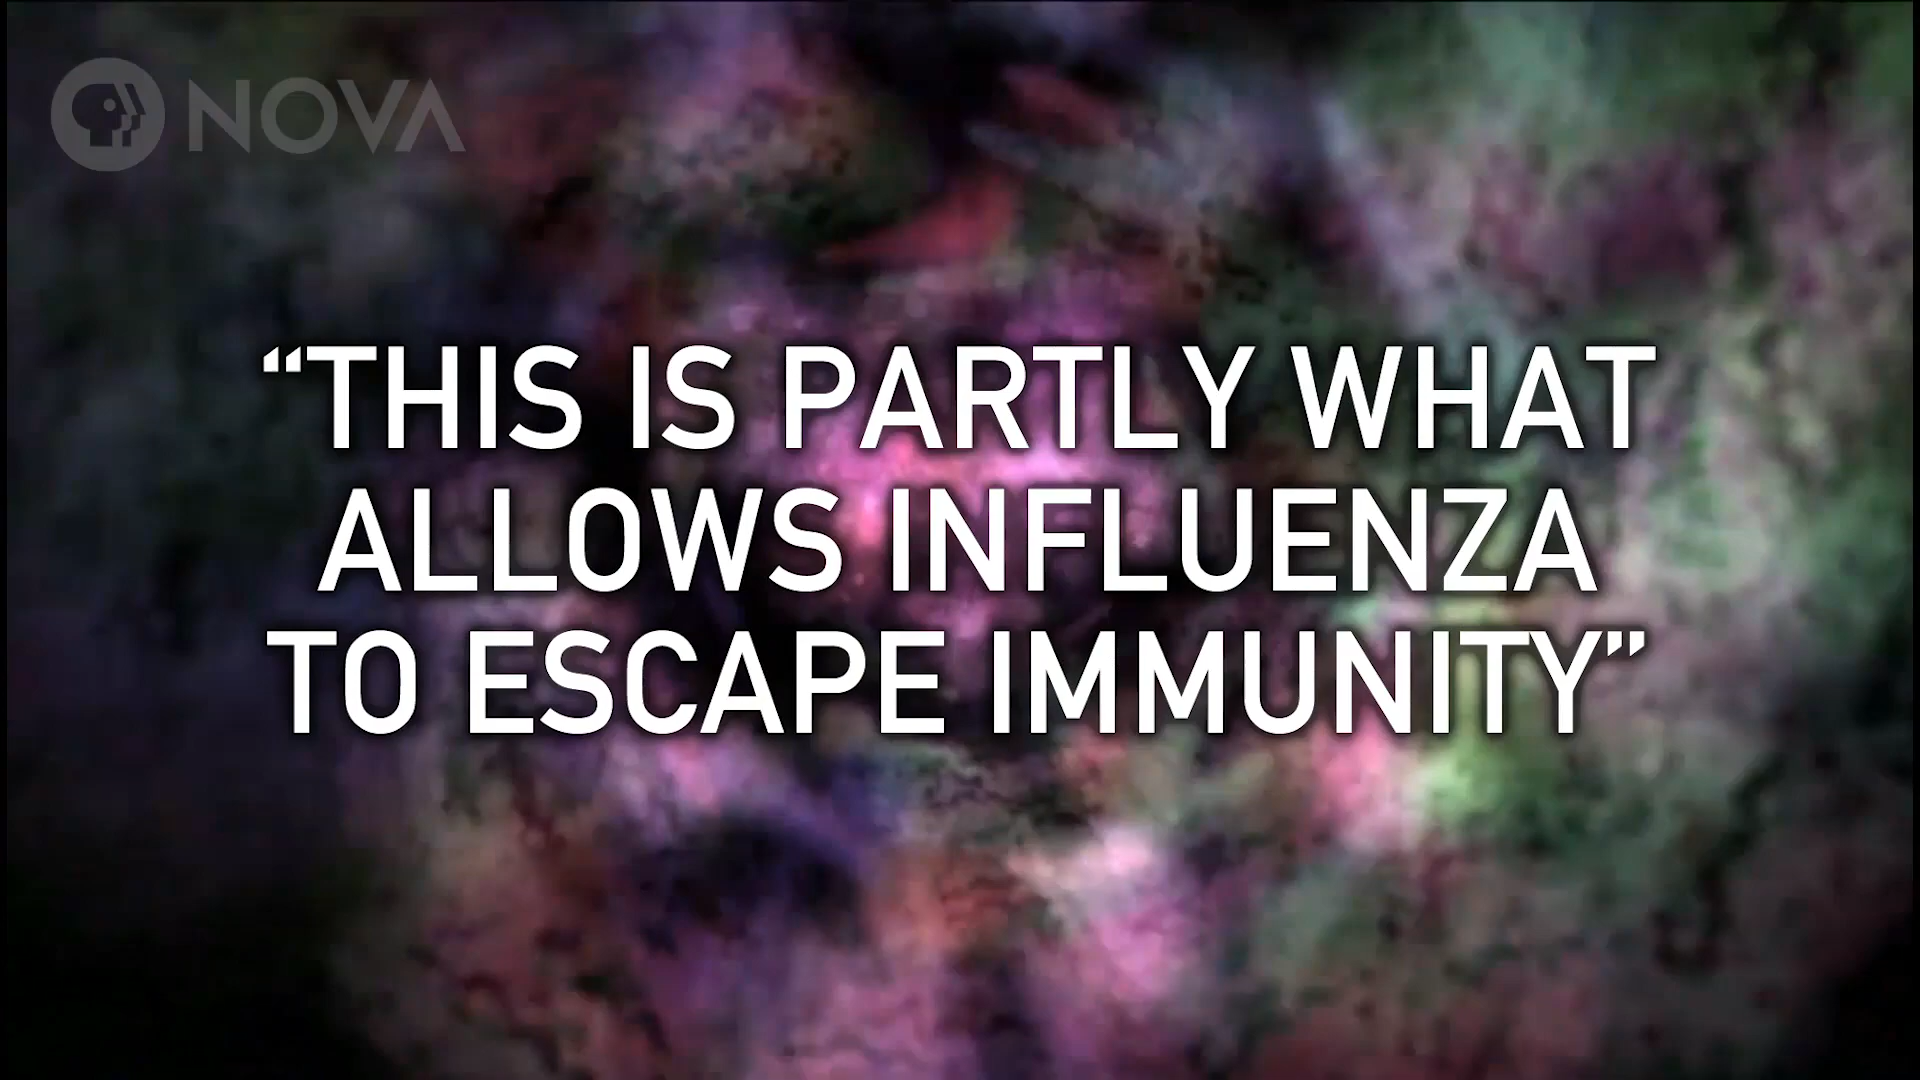 NOVA
“THIS IS PARTLY WHAT
ALLOWS INFLUENZA
TO ESCAPE IMMUNITY”